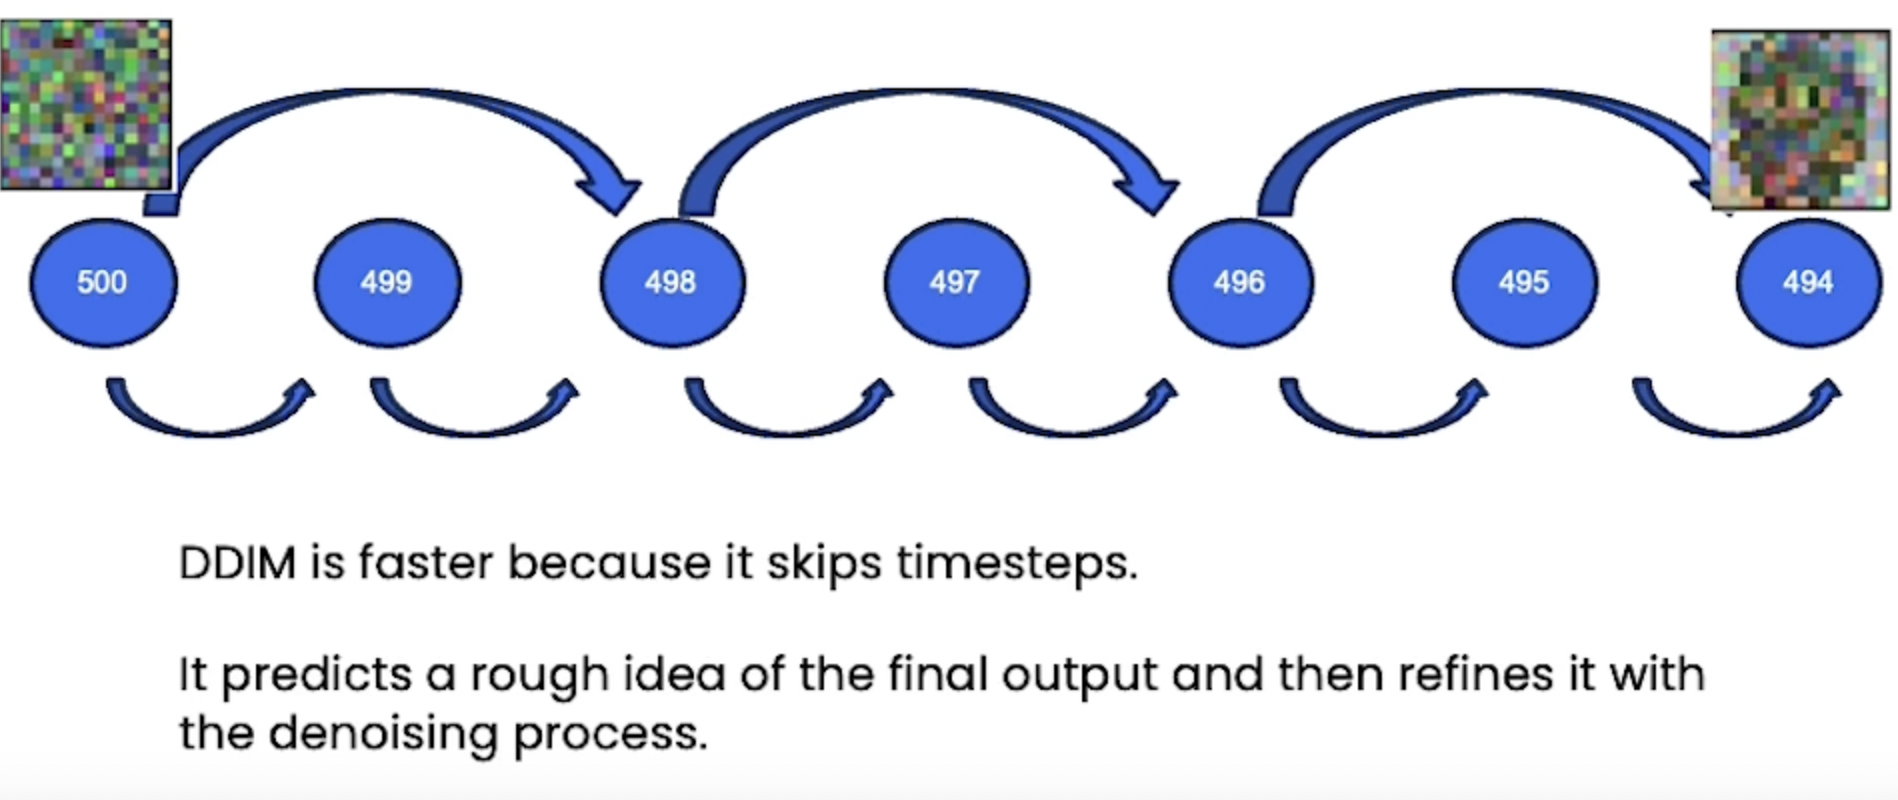 500 499 498 497 496 495 494
DDIM is faster because it skips timesteps.
It predicts a rough idea of the final output and then refines it with
the denoising process.